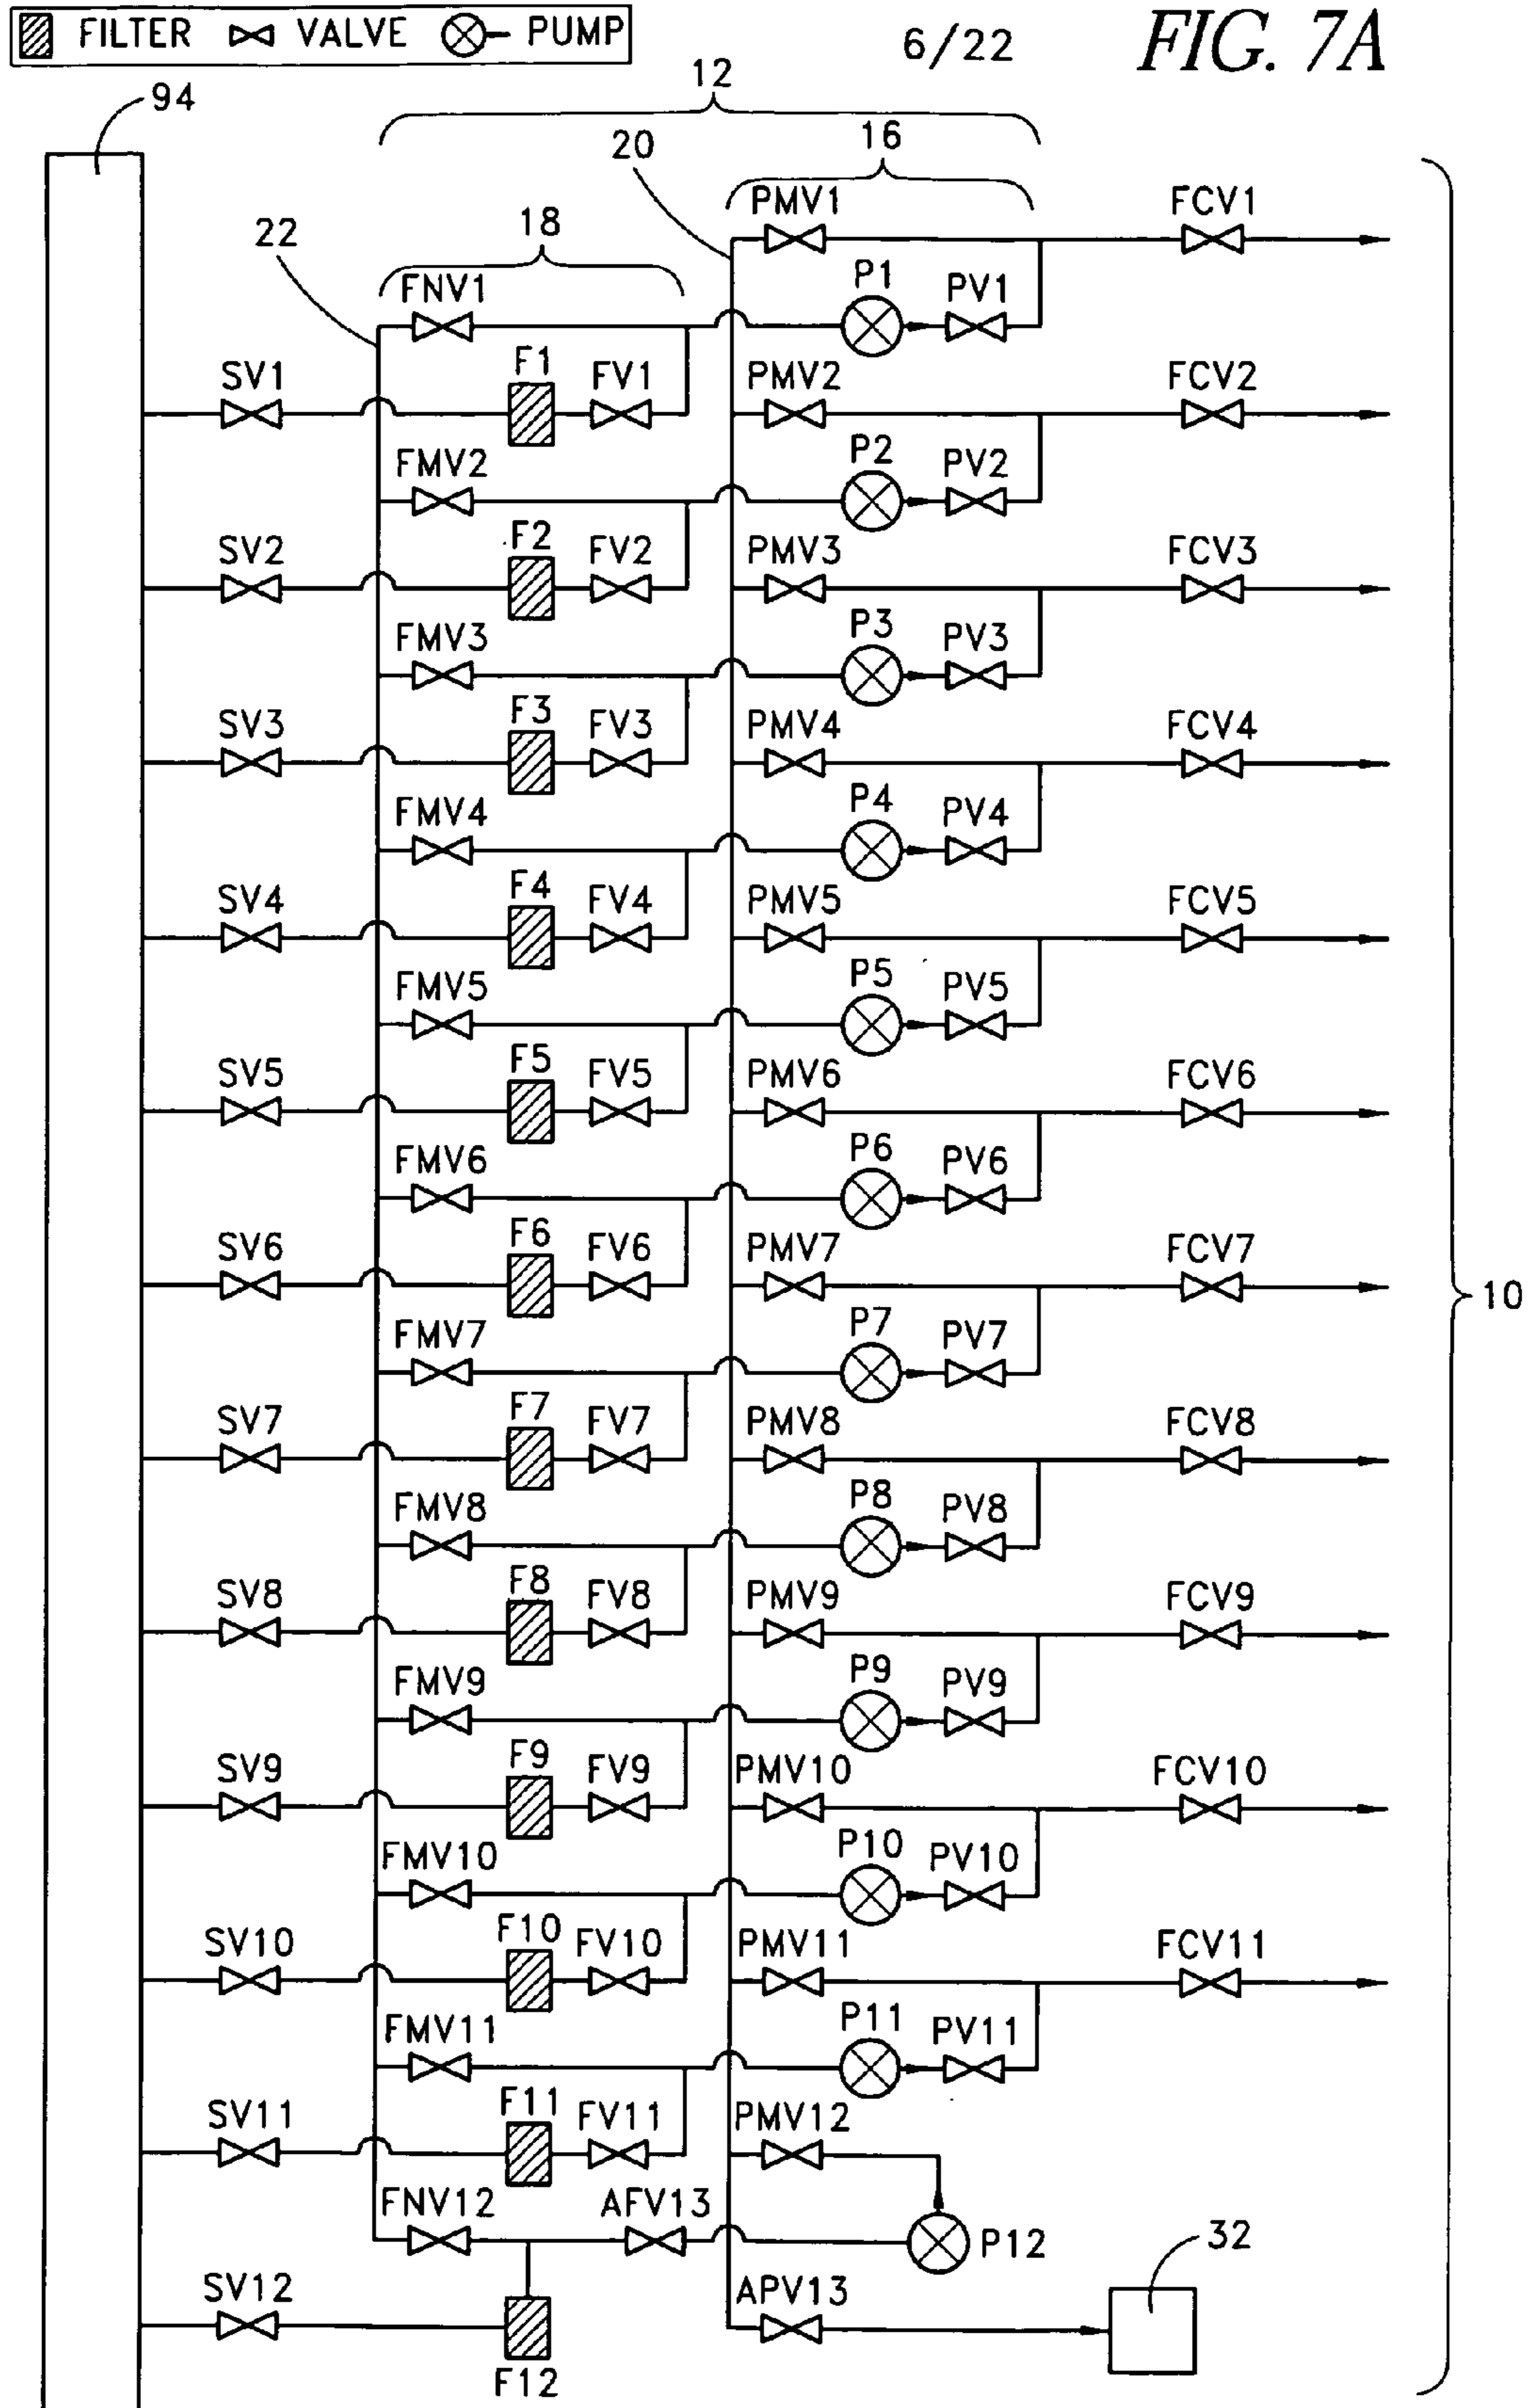 FILTER VALVE PUMP
6/22
FIG. 7A
94
12
20
16
22
18
PMV1 FCV1
FNV1 P1 PV1
SV1 F1 FV1 PMV2 FCV2
FMV2 P2 PV2
SV2 F2 FV2 PMV3 FCV3
FMV3 P3 PV3
SV3 F3 FV3 PMV4 FCV4
FMV4 P4 PV4
SV4 F4 FV4 PMV5 FCV5
FMV5 P5 PV5
SV5 F5 FV5 PMV6 FCV6
FMV6 P6 PV6
SV6 F6 FV6 PMV7 FCV7
10
FMV7 P7 PV7
SV7 F7 FV7 PMV8 FCV8
FMV8 P8 PV8
SV8 F8 FV8 PMV9 FCV9
FMV9 P9 PV9
SV9 F9 FV9 PMV10 FCV10
FMV10 P10 PV10
SV10 F10 FV10 PMV11 FCV11
FMV11 P11 PV11
SV11 F11 FV11 PMV12
FNV12 AFV13 P12
32
SV12 APV13
F12